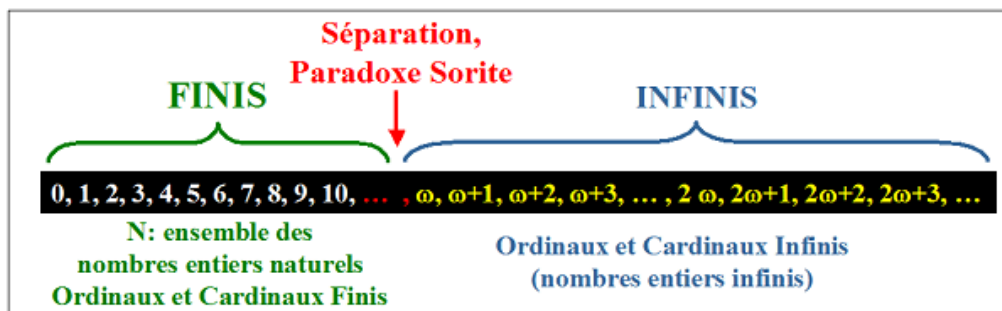 Séparation,
Paradoxe Sorite
FINIS
INFINIS
0, 1, 2, 3, 4, 5, 6, 7, 8, 9, 10, … , ω, ω+1, ω+2, ω+3, … , 2 ω, 2ω+1, 2ω+2, 2ω+3, …
N: ensemble des
nombres entiers naturels
Ordinaux et Cardinaux Finis
Ordinaux et Cardinaux Infinis
(nombres entiers infinis)